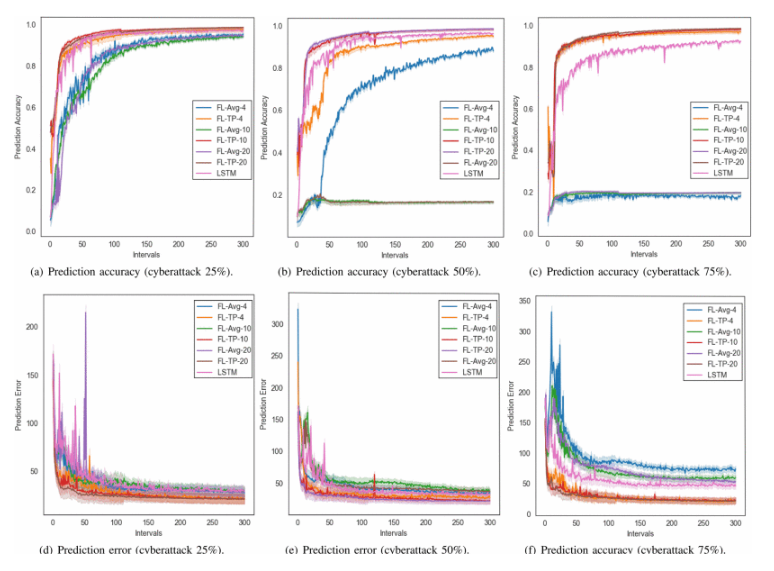 1.0
0.8
0.6
0.4
0.2
0.0
Prediction Accuracy
FL-Avg-4
FL-TP-4
FL-Avg-10
FL-TP-10
FL-Avg-20
FL-TP-20
LSTM
0 50 100 150 200 250 300
Intervals
(a) Prediction accuracy (cyberattack 25%).
1.0
0.8
0.6
0.4
0.2
Prediction Accuracy
FL-Avg-4
FL-TP-4
FL-Avg-10
FL-TP-10
FL-TP-20
FL-Avg-20
LSTM
0 50 100 150 200 250 300
Intervals
(b) Prediction accuracy (cyberattack 50%).
1.0
0.8
0.6
0.4
0.2
0.0
Prediction Accuracy
FL-Avg-4
FL-TP-4
FL-Avg-10
FL-TP-10
FL-Avg-20
FL-TP-20
LSTM
0 50 100 150 200 250 300
Intervals
(c) Prediction accuracy (cyberattack 75%).
200
150
100
50
Prediction Error
FL-Avg-4
FL-TP-4
FL-Avg-10
FL-TP-10
FL-Avg-20
FL-TP-20
LSTM
0 50 100 150 200 250 300
Intervals
(d) Prediction error (cyberattack 25%).
300
250
200
150
100
50
Prediction Error
FL-Avg-4
FL-TP-4
FL-Avg-10
FL-TP-10
FL-TP-20
FL-Avg-20
LSTM
0 50 100 150 200 250 300
Intervals
(e) Prediction error (cyberattack 50%).
350
300
250
200
150
100
50
0
Prediction Error
FL-Avg-4
FL-TP-4
FL-Avg-10
FL-TP-10
FL-Avg-20
FL-TP-20
LSTM
0 50 100 150 200 250 300
Intervals
(f) Prediction accuracy (cyberattack 75%).